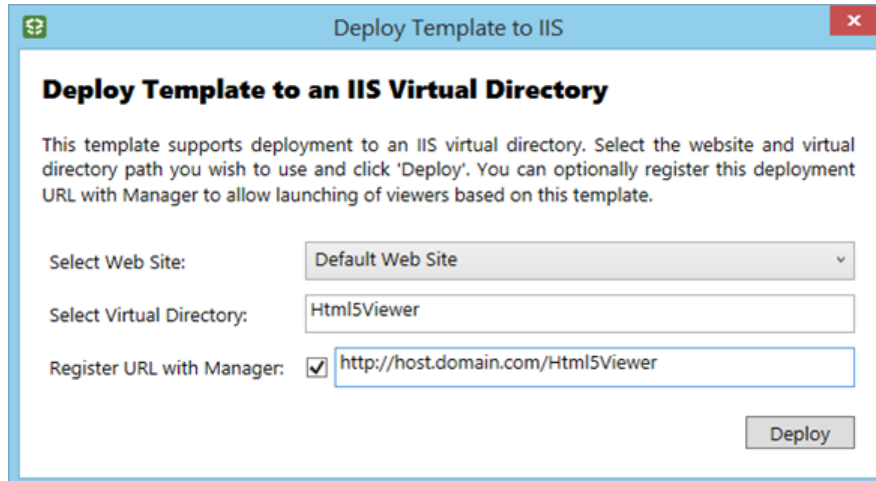 Deploy Template to IIS
Deploy Template to an IIS Virtual Directory
This template supports deployment to an IIS virtual directory. Select the website and virtual
directory path you wish to use and click 'Deploy'. You can optionally register this deployment
URL with Manager to allow launching of viewers based on this template.
Select Web Site: Default Web Site
Select Virtual Directory: Html5Viewer
Register URL with Manager: http://host.domain.com/Html5Viewer
Deploy